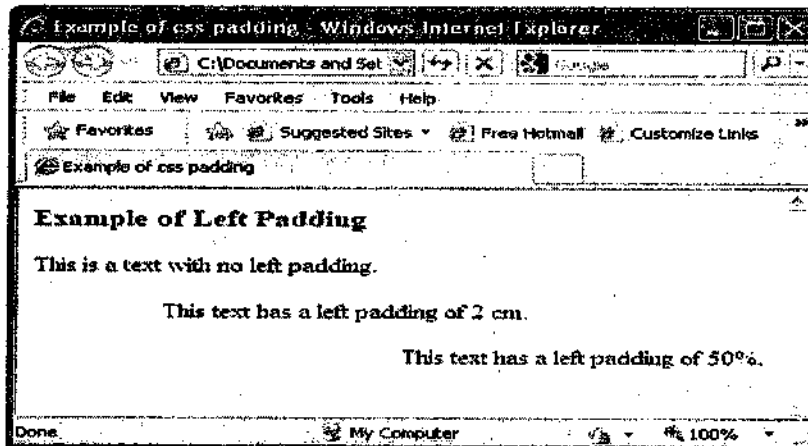 Example of css padding - Windows Internet Explorer
C:\Documents and Set
Google
File Edit View Favorites Tools Help
Favorites Suggested Sites Free Hotmail Customize Links
Example of css padding
Example of Left Padding
This is a text with no left padding.
This text has a left padding of 2 cm.
This text has a left padding of 50%.
Done My Computer 100%